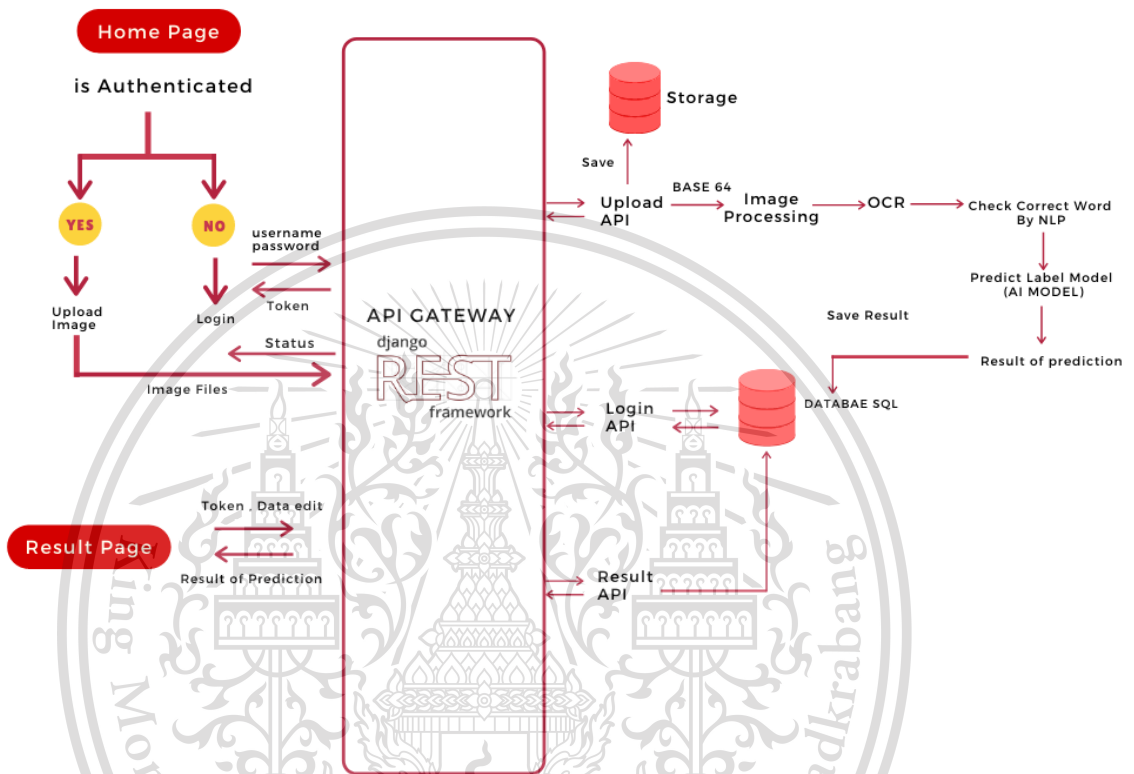 Home Page
is Authenticated
YES
NO
Upload
Image
Login
username
password
Token
Status
Image Files
API GATEWAY
django
REST
framework
Storage
Save
Upload
API
BASE 64
Image
Processing
OCR
Check Correct Word
By NLP
Predict Label Model
(AI MODEL)
Save Result
Result of prediction
DATABAE SQL
Login
API
Token , Data edit
Result Page
Result of Prediction
Result
API
King Mo
adkrabang